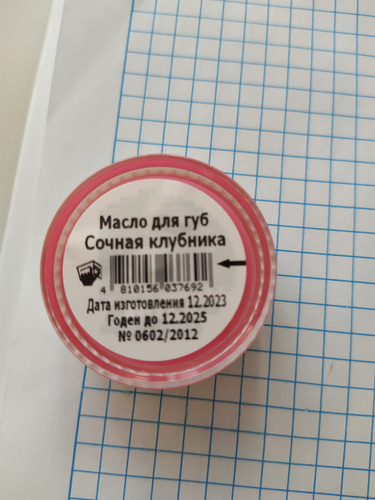 Масло для губ
Сочная клубника
4 810156 037692
Дата изготовления 12.2023
Годен до 12.2025
№ 0602/2012